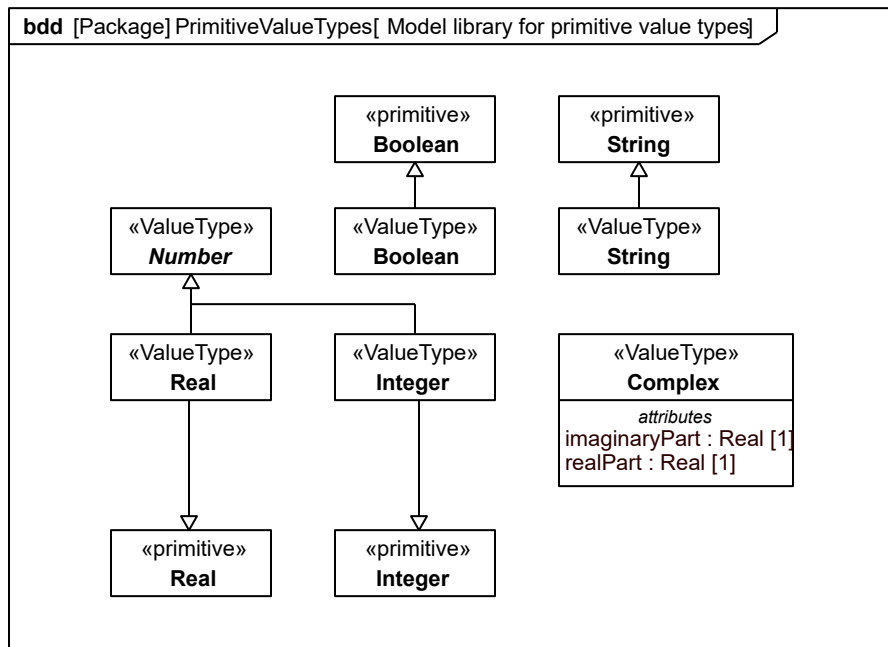 bdd [Package] PrimitiveValueTypes[ Model library for primitive value types]
«primitive»
Boolean
«primitive»
String
«ValueType»
Number
«ValueType»
Boolean
«ValueType»
String
«ValueType»
Real
«ValueType»
Integer
«ValueType»
Complex
attributes
imaginaryPart : Real [1]
realPart : Real [1]
«primitive»
Real
«primitive»
Integer